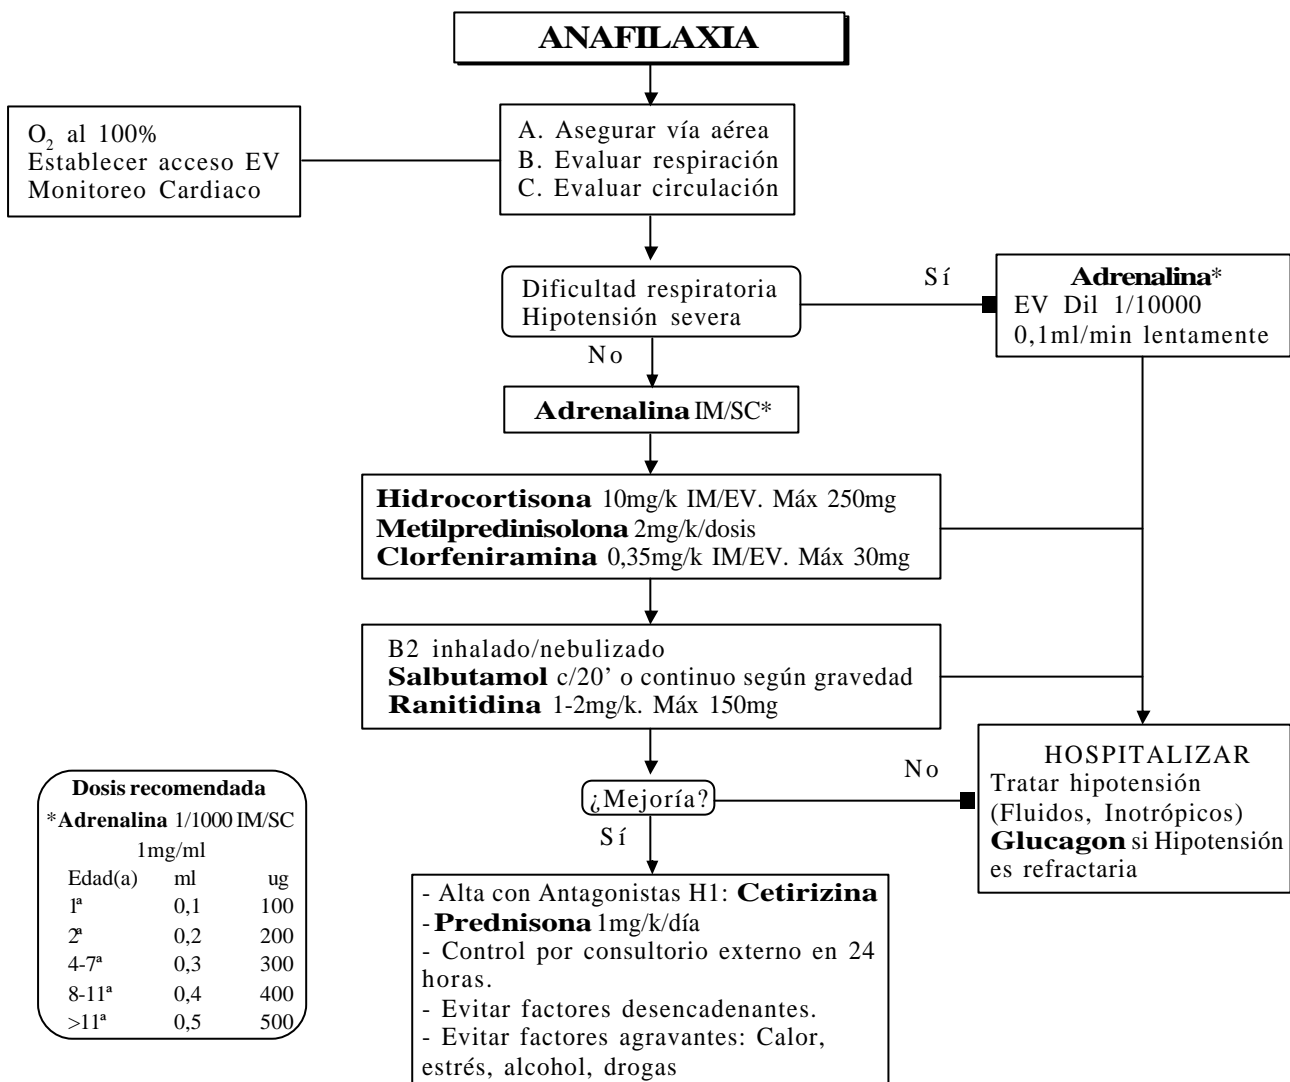 ANAFILAXIA
O2 al 100%
Establecer acceso EV
Monitoreo Cardiaco
A. Asegurar vía aérea
B. Evaluar respiración
C. Evaluar circulación
Dificultad respiratoria
Hipotensión severa
Sí
Adrenalina*
EV Dil 1/10000
0,1ml/min lentamente
No
Adrenalina IM/SC*
Hidrocortisona 10mg/k IM/EV. Máx 250mg
Metilpredinisolona 2mg/k/dosis
Clorfeniramina 0,35mg/k IM/EV. Máx 30mg
B2 inhalado/nebulizado
Salbutamol c/20’ o continuo según gravedad
Ranitidina 1-2mg/k. Máx 150mg
¿Mejoría?
No
HOSPITALIZAR
Tratar hipotensión
(Fluidos, Inotrópicos)
Glucagon si Hipotensión
es refractaria
Sí
- Alta con Antagonistas H1: Cetirizina
- Prednisona 1mg/k/día
- Control por consultorio externo en 24
horas.
- Evitar factores desencadenantes.
- Evitar factores agravantes: Calor,
estrés, alcohol, drogas
Dosis recomendada
*Adrenalina 1/1000 IM/SC
1mg/ml
Edad(a) ml ug
1ª 0,1 100
2ª 0,2 200
4-7ª 0,3 300
8-11ª 0,4 400
>11ª 0,5 500